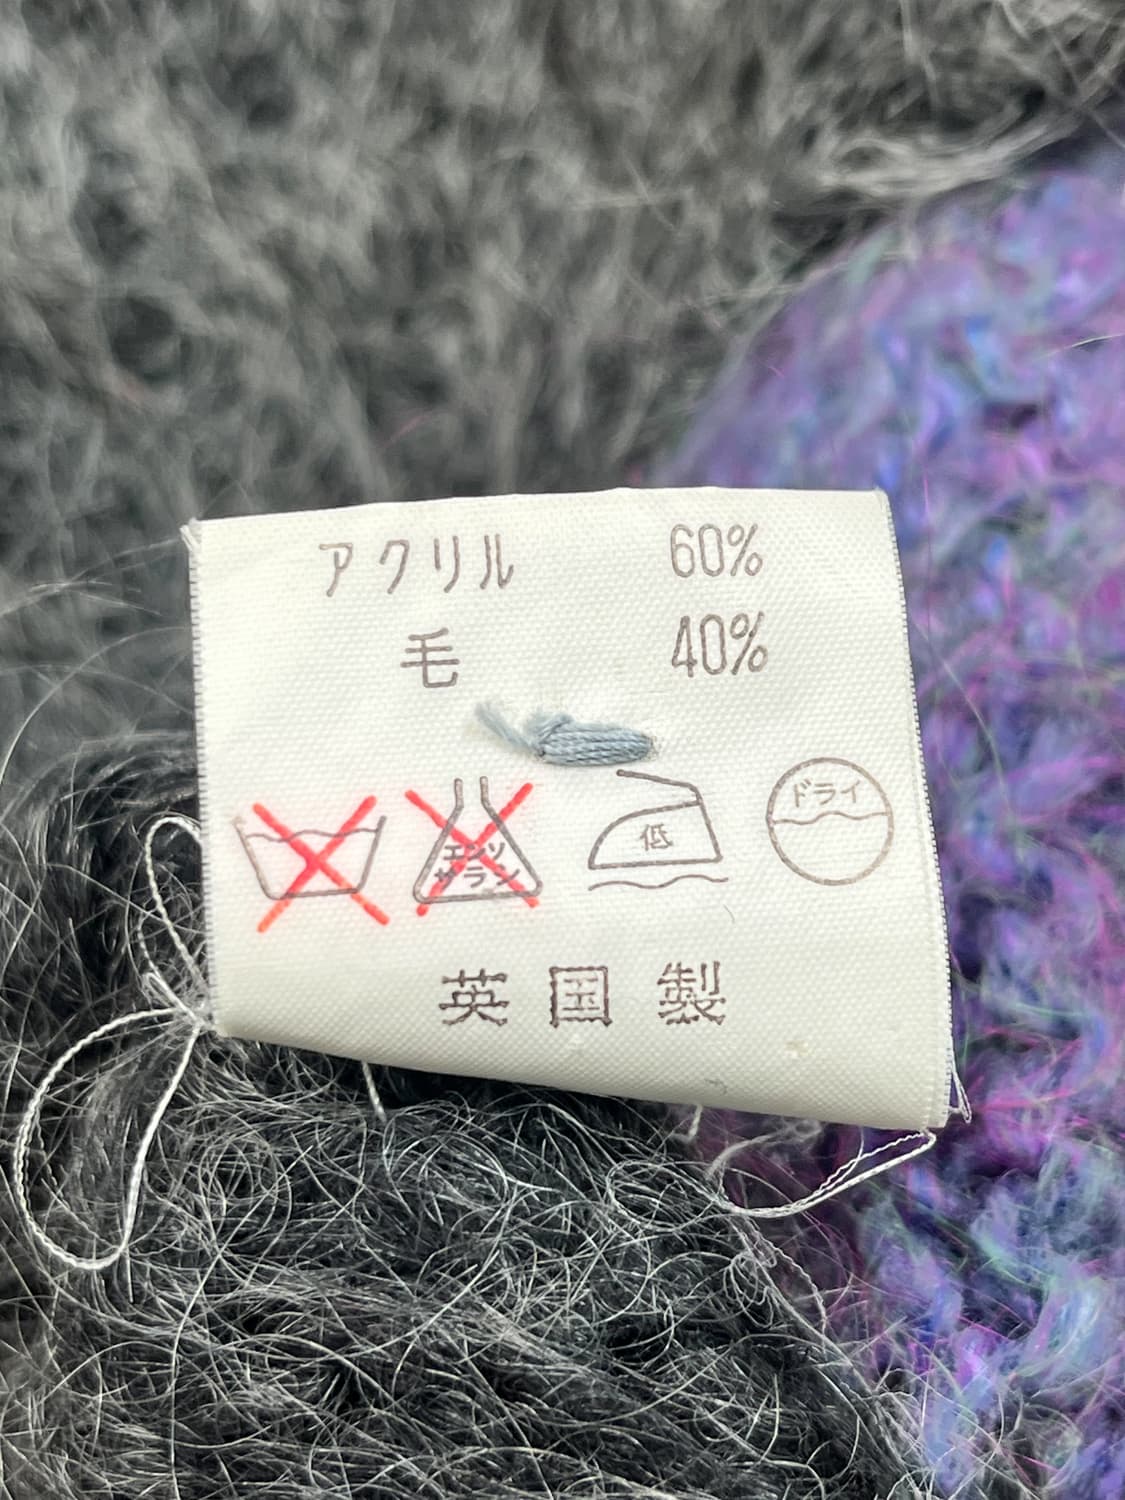 アクリル 60%
毛 40%
エンソ
サラシ
低
ドライ
英国製